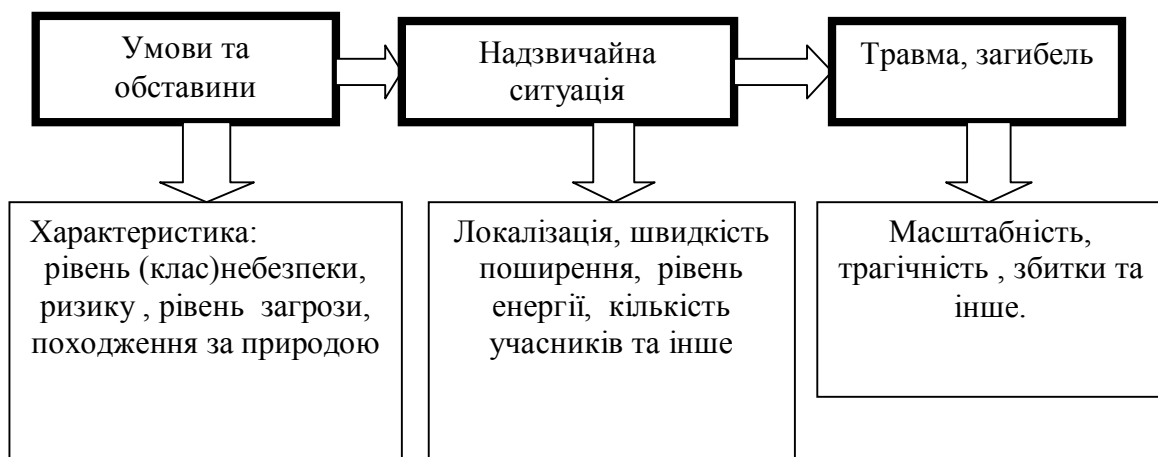 Умови та
обставини
Надзвичайна
ситуація
Травма, загибель
Характеристика:
рівень (клас)небезпеки,
ризику , рівень загрози,
походження за природою
Локалізація, швидкість
поширення, рівень
енергії, кількість
учасників та інше
Масштабність,
трагічність , збитки та
інше.